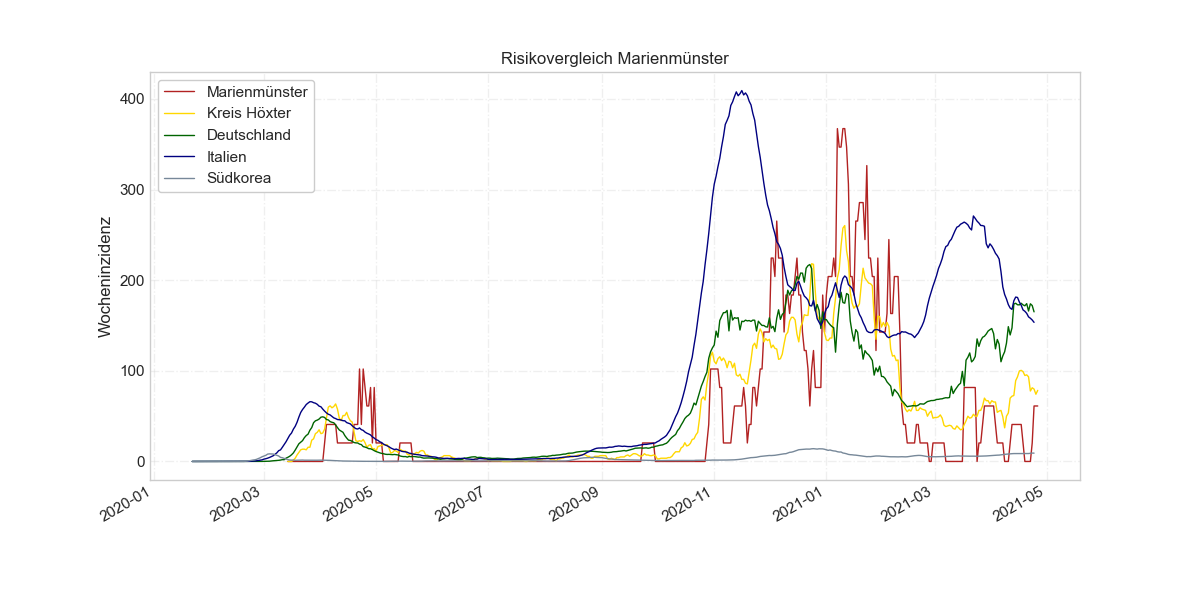 Risikovergleich Marienmünster
Marienmünster
Kreis Höxter
Deutschland
Italien
Südkorea
Wocheninzidenz
400
300
200
100
0
2020-01
2020-03
2020-05
2020-07
2020-09
2020-11
2021-01
2021-03
2021-05